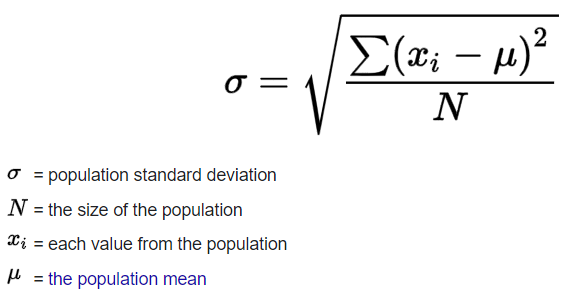 σ = √(∑(xᵢ − μ)² / N)
σ = population standard deviation
N = the size of the population
xᵢ = each value from the population
μ = the population mean